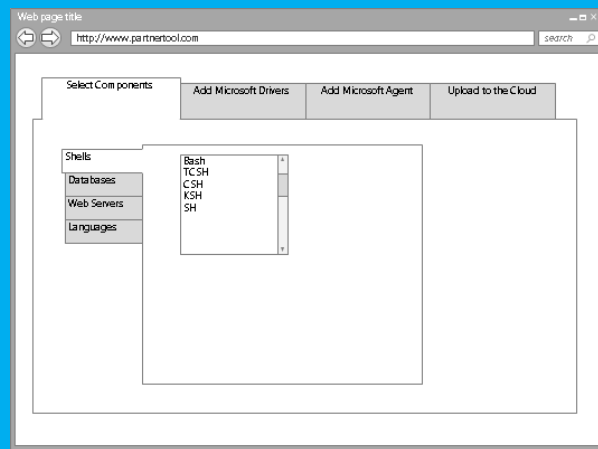 Web page title
http://www.partnertool.com
search
Select Components
Add Microsoft Drivers
Add Microsoft Agent
Upload to the Cloud
Shells
Databases
Web Servers
Languages
Bash
TCSH
CSH
KSH
SH